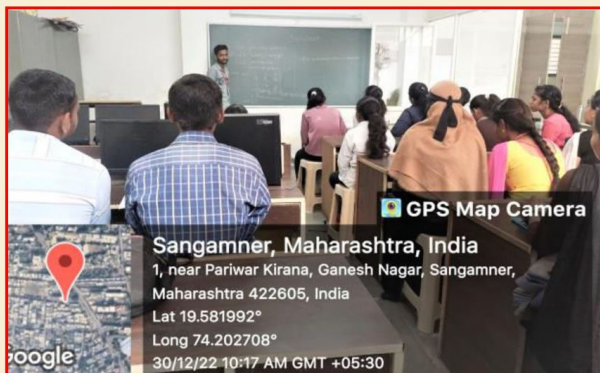 GPS Map Camera
Sangamner, Maharashtra, India
1, near Pariwar Kirana, Ganesh Nagar, Sangamner,
Maharashtra 422605, India
Lat 19.581992°
Long 74.202708°
30/12/22 10:17 AM GMT +05:30
Google